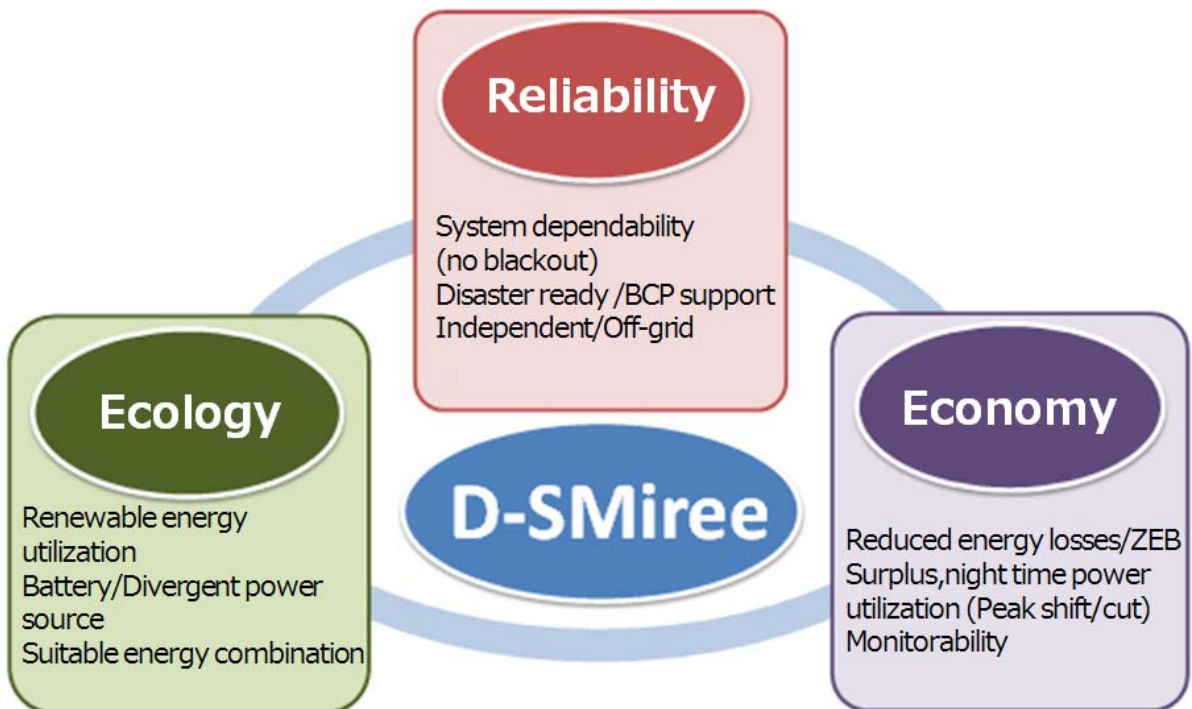 Reliability
System dependability
(no blackout)
Disaster ready /BCP support
Independent/Off-grid
Ecology
Renewable energy
utilization
Battery/Divergent power
source
Suitable energy combination
D-SMiree
Economy
Reduced energy losses/ZEB
Surplus,night time power
utilization (Peak shift/cut)
Monitorability